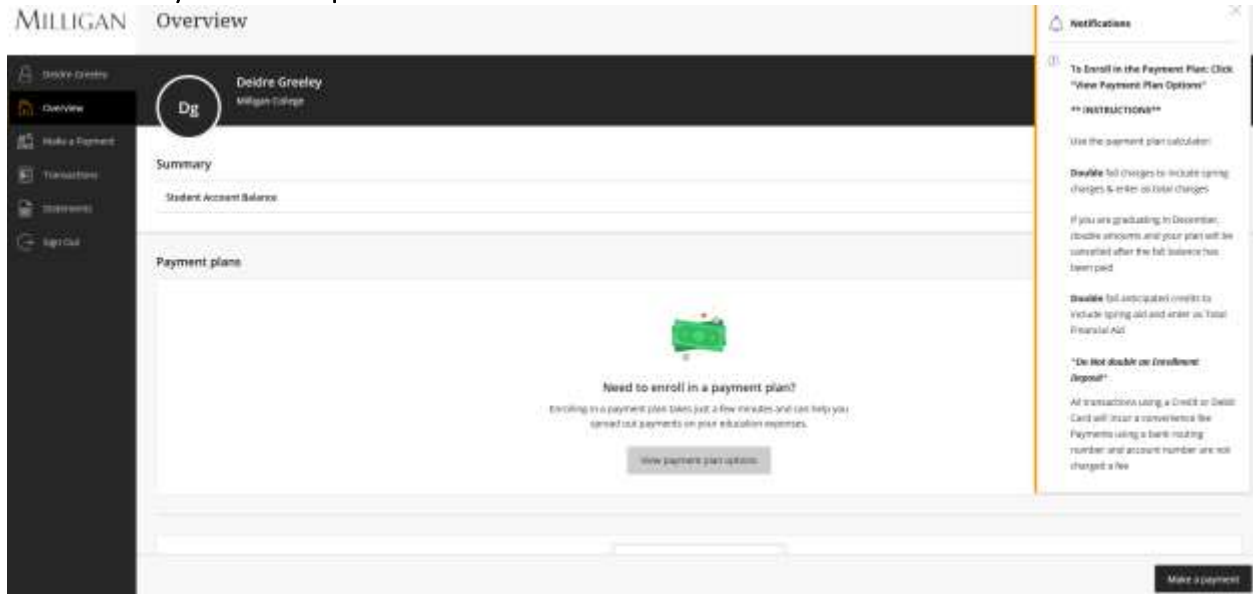 MILLIGAN
Overview
Notifications
Deidre Greeley
Overview
Make a Payment
Transactions
Statements
Sign Out
Dg
Deidre Greeley
Milligan College
Summary
Student Account Balance
Payment plans
Need to enroll in a payment plan?
Enrolling in a payment plan takes just a few minutes and can help you
spread out payments on your education expenses.
View payment plan options
To Enroll in the Payment Plan: Click
"View Payment Plan Options"
** INSTRUCTIONS**
Use the payment plan calculator:
Double fall charges to include spring
charges & enter as total charges
If you are graduating in December,
double amounts and your plan will be
cancelled after the fall balance has
been paid
Double fall anticipated credits to
include spring aid and enter as Total
Financial Aid
*Do Not double an Enrollment
Deposit*
All transactions using a Credit or Debit
Card will incur a convenience fee
Payments using a bank routing
number and account number are not
charged a fee
Make a payment